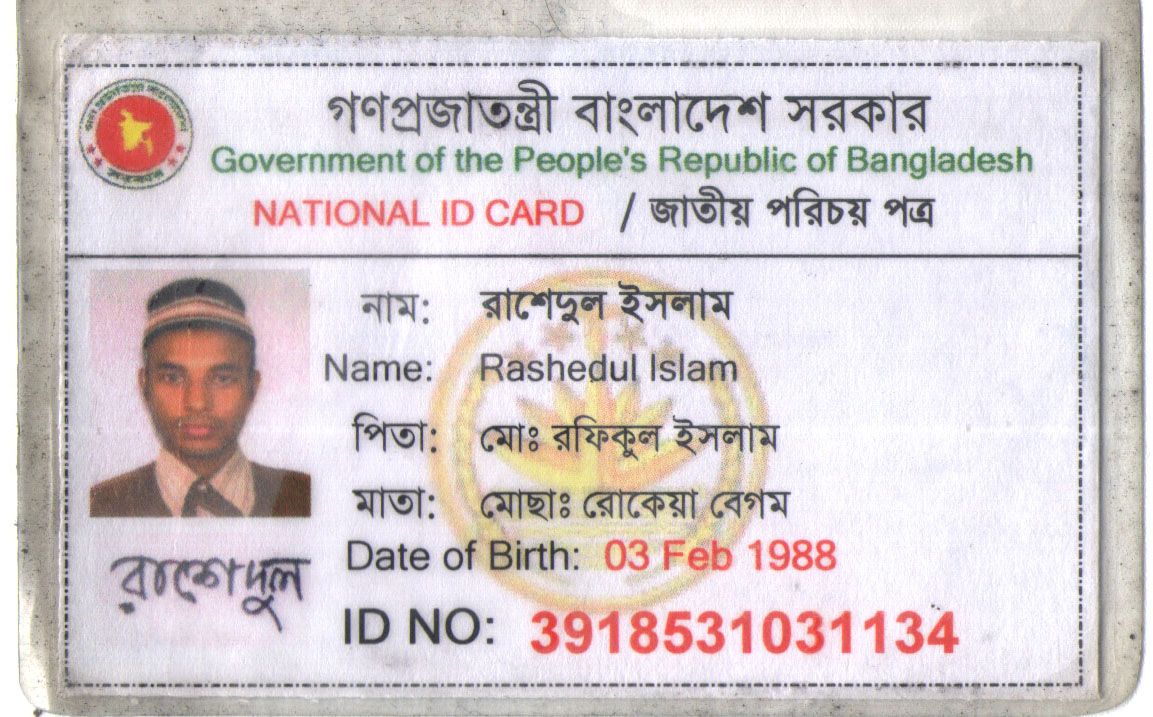 গণপ্রজাতন্ত্রী বাংলাদেশ সরকার
Government of the People's Republic of Bangladesh
NATIONAL ID CARD / জাতীয় পরিচয় পত্র
নাম: রাশেদুল ইসলাম
Name: Rashedul Islam
পিতা: মোঃ রফিকুল ইসলাম
মাতা: মোছাঃ রোকেয়া বেগম
Date of Birth: 03 Feb 1988
ID NO: 3918531031134
রাশেদুল